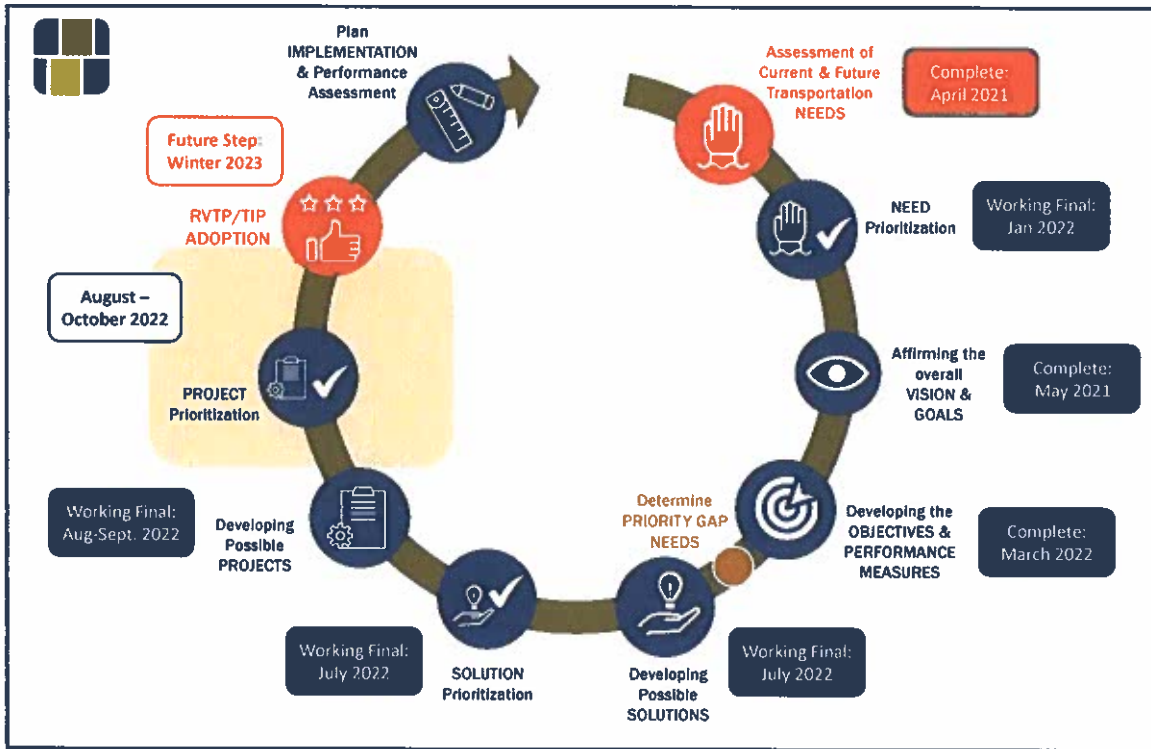 Plan
IMPLEMENTATION
& Performance
Assessment
Assessment of
Current & Future
Transportation
NEEDS
Complete:
April 2021
Future Step:
Winter 2023
RVTP/TIP
ADOPTION
NEED
Prioritization
Working Final:
Jan 2022
August –
October 2022
PROJECT
Prioritization
Affirming the
overall
VISION &
GOALS
Complete:
May 2021
Working Final:
Aug-Sept. 2022
Developing
Possible
PROJECTS
Determine
PRIORITY GAP
NEEDS
Developing the
OBJECTIVES &
PERFORMANCE
MEASURES
Complete:
March 2022
Working Final:
July 2022
SOLUTION
Prioritization
Developing
Possible
SOLUTIONS
Working Final:
July 2022